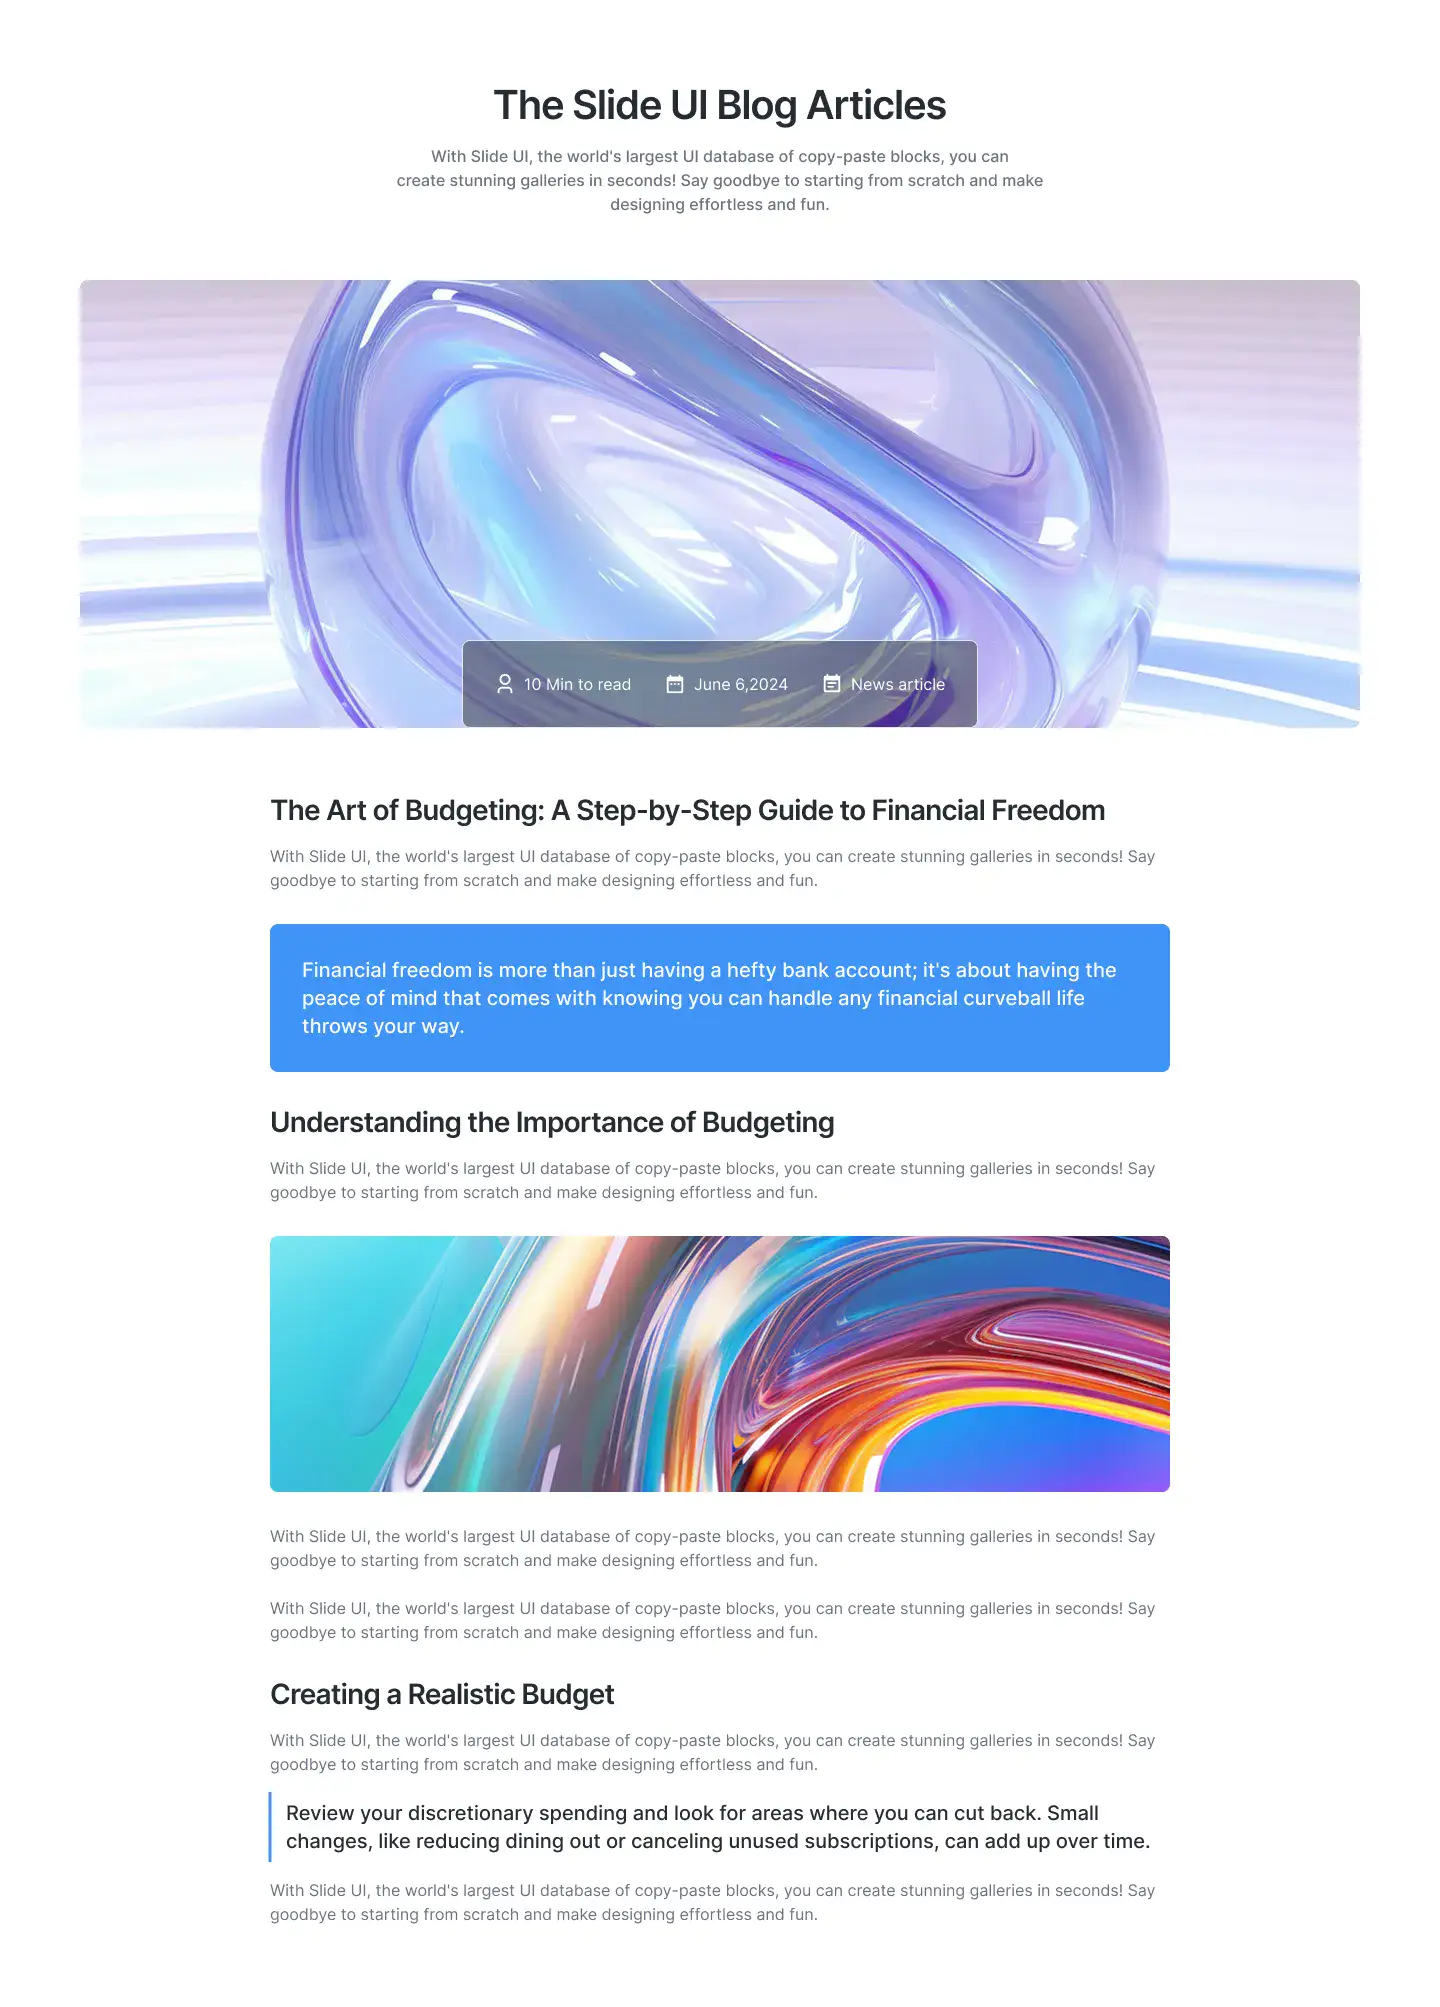 The Slide UI Blog Articles
With Slide UI, the world's largest UI database of copy-paste blocks, you can
create stunning galleries in seconds! Say goodbye to starting from scratch and make
designing effortless and fun.
10 Min to read
June 6,2024
News article
The Art of Budgeting: A Step-by-Step Guide to Financial Freedom
With Slide UI, the world's largest UI database of copy-paste blocks, you can create stunning galleries in seconds! Say
goodbye to starting from scratch and make designing effortless and fun.
Financial freedom is more than just having a hefty bank account; it's about having the
peace of mind that comes with knowing you can handle any financial curveball life
throws your way.
Understanding the Importance of Budgeting
With Slide UI, the world's largest UI database of copy-paste blocks, you can create stunning galleries in seconds! Say
goodbye to starting from scratch and make designing effortless and fun.
With Slide UI, the world's largest UI database of copy-paste blocks, you can create stunning galleries in seconds! Say
goodbye to starting from scratch and make designing effortless and fun.
With Slide UI, the world's largest UI database of copy-paste blocks, you can create stunning galleries in seconds! Say
goodbye to starting from scratch and make designing effortless and fun.
Creating a Realistic Budget
With Slide UI, the world's largest UI database of copy-paste blocks, you can create stunning galleries in seconds! Say
goodbye to starting from scratch and make designing effortless and fun.
Review your discretionary spending and look for areas where you can cut back. Small
changes, like reducing dining out or canceling unused subscriptions, can add up over time.
With Slide UI, the world's largest UI database of copy-paste blocks, you can create stunning galleries in seconds! Say
goodbye to starting from scratch and make designing effortless and fun.